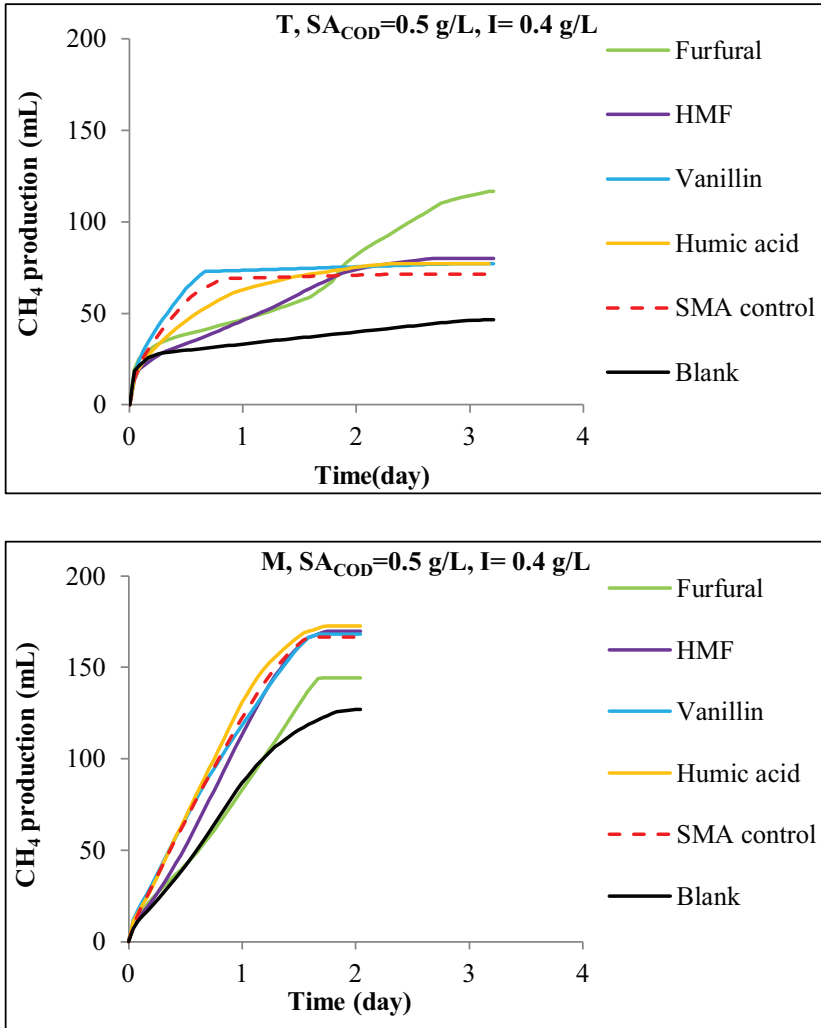 T, SACOD=0.5 g/L, I= 0.4 g/L
200
150
100
50
0
CH4 production (mL)
0 1 2 3 4
Time(day)
Furfural
HMF
Vanillin
Humic acid
SMA control
Blank
M, SACOD=0.5 g/L, I= 0.4 g/L
200
150
100
50
0
CH4 production (mL)
0 1 2 3 4
Time (day)
Furfural
HMF
Vanillin
Humic acid
SMA control
Blank